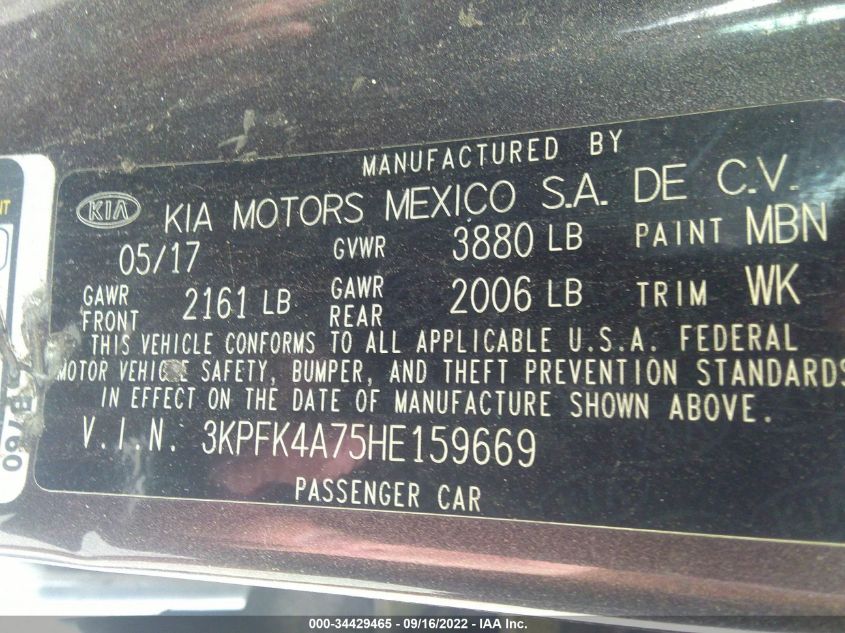 MANUFACTURED BY
KIA KIA MOTORS MEXICO S.A. DE C.V.
05/17 GVWR 3880 LB PAINT MBN
GAWR FRONT 2161 LB GAWR REAR 2006 LB TRIM WK
THIS VEHICLE CONFORMS TO ALL APPLICABLE U.S.A. FEDERAL
MOTOR VEHICLE SAFETY, BUMPER, AND THEFT PREVENTION STANDARDS
IN EFFECT ON THE DATE OF MANUFACTURE SHOWN ABOVE.
V.I.N. 3KPFK4A75HE159669
PASSENGER CAR
000-34429465 - 09/16/2022 - IAA Inc.